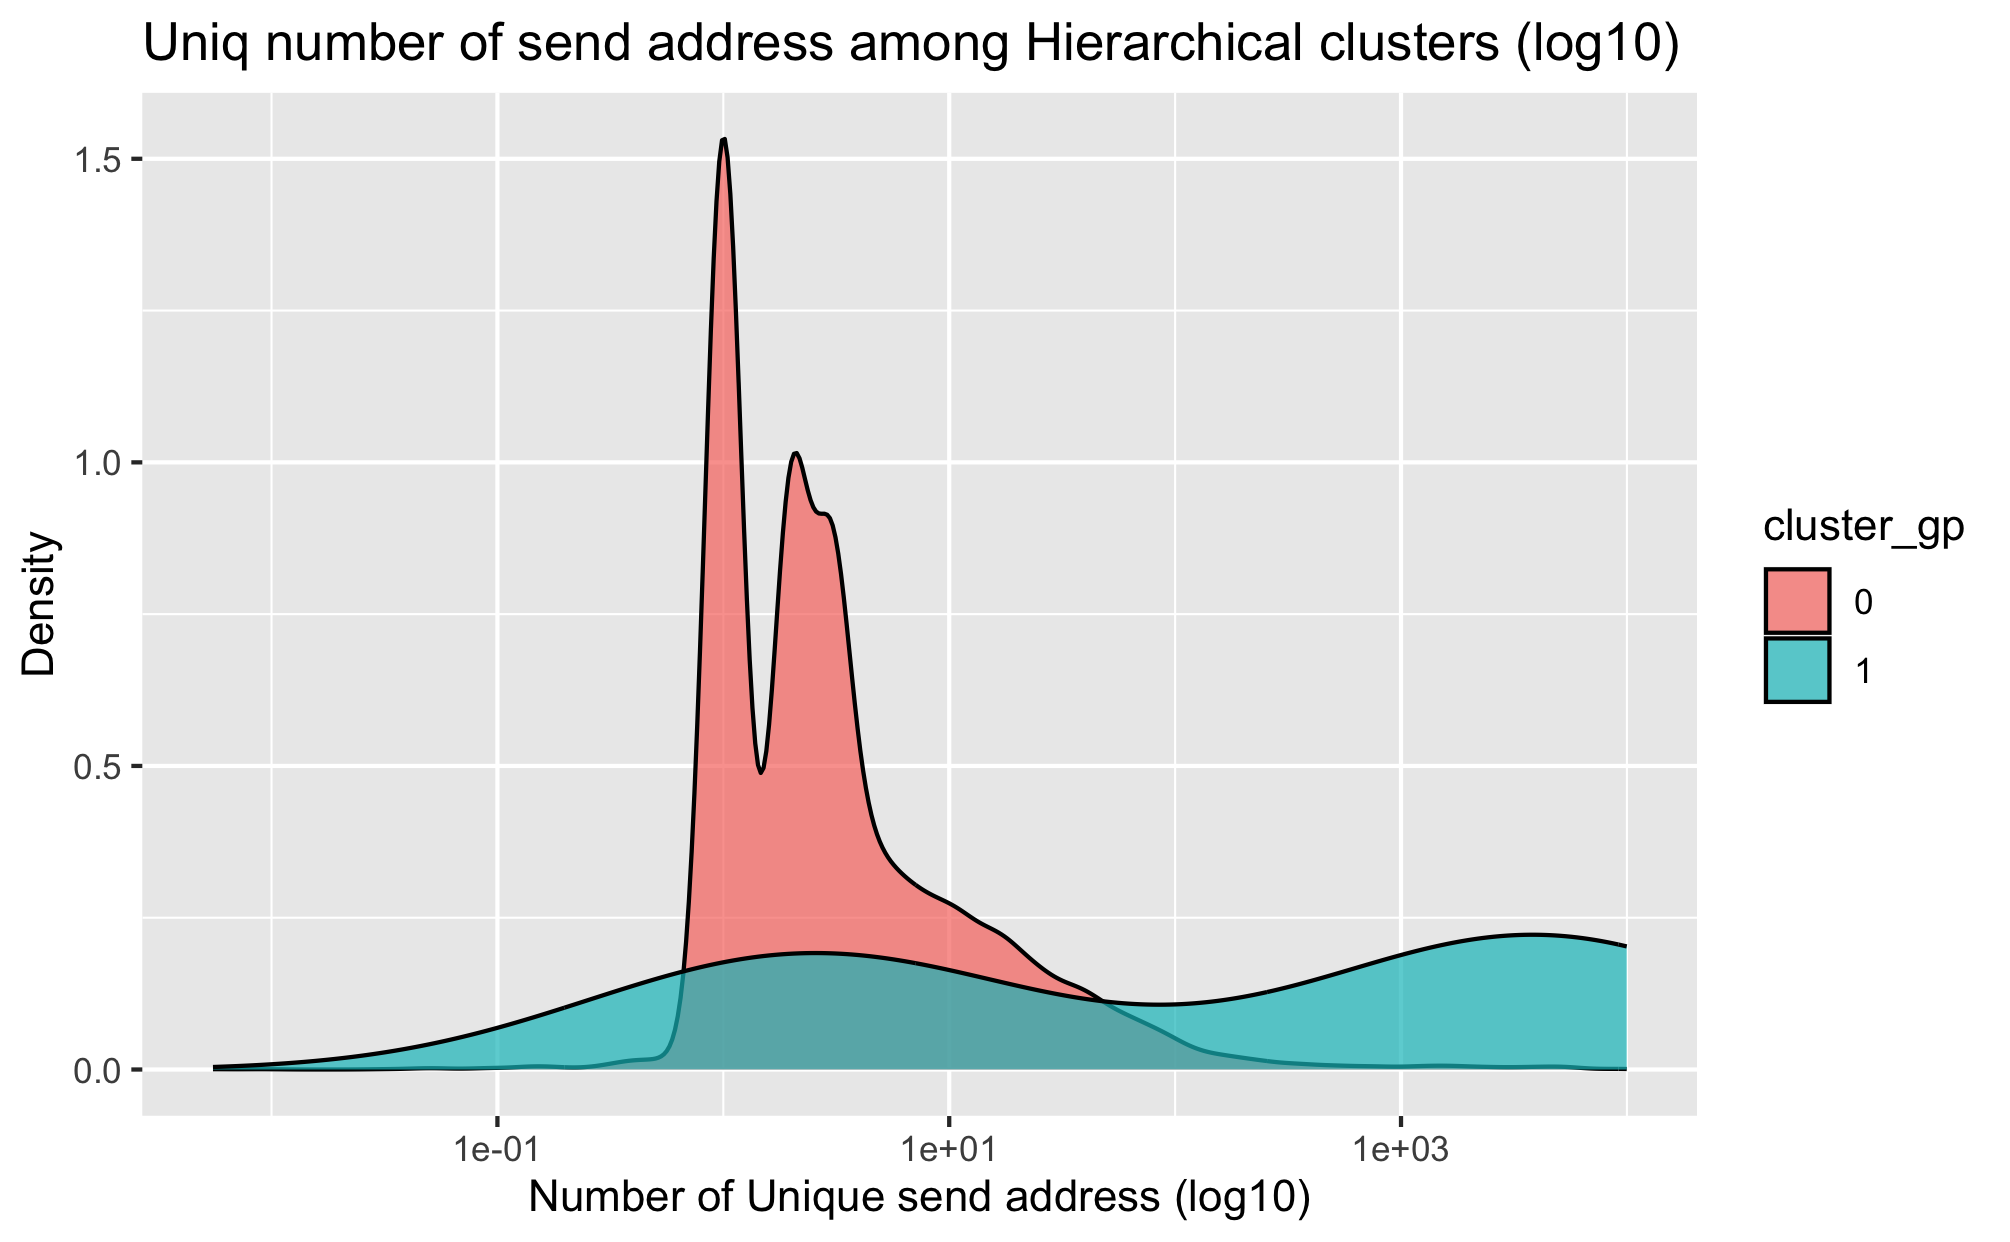 Uniq number of send address among Hierarchical clusters (log10)
1.5
1.0
0.5
0.0
Density
1e-01 1e+01 1e+03
Number of Unique send address (log10)
cluster_gp
0
1